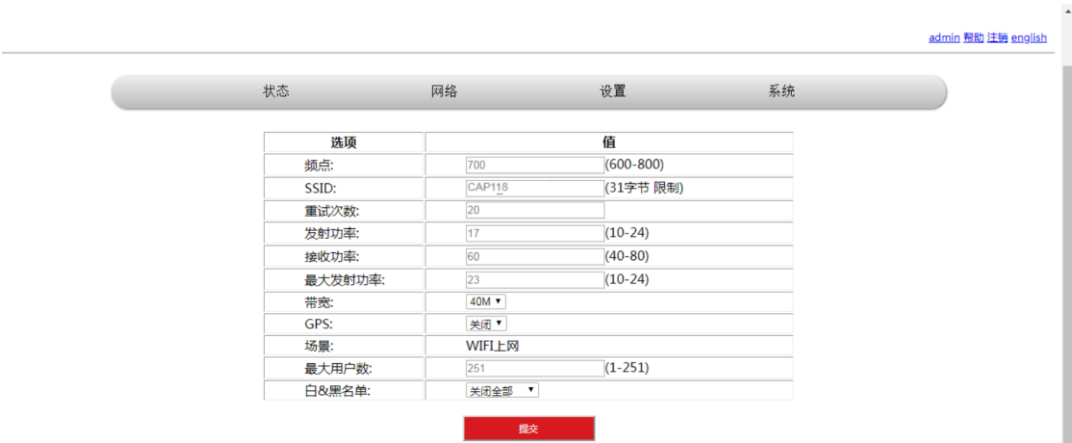 admin 帮助 注销 english
状态 网络 设置 系统
选项 值
频点: 700 (600-800)
SSID: CAP118 (31字节 限制)
重试次数: 20
发射功率: 17 (10-24)
接收功率: 60 (40-80)
最大发射功率: 23 (10-24)
带宽: 40M
GPS: 关闭
场景: WIFI上网
最大用户数: 251 (1-251)
白&黑名单: 关闭全部
提交